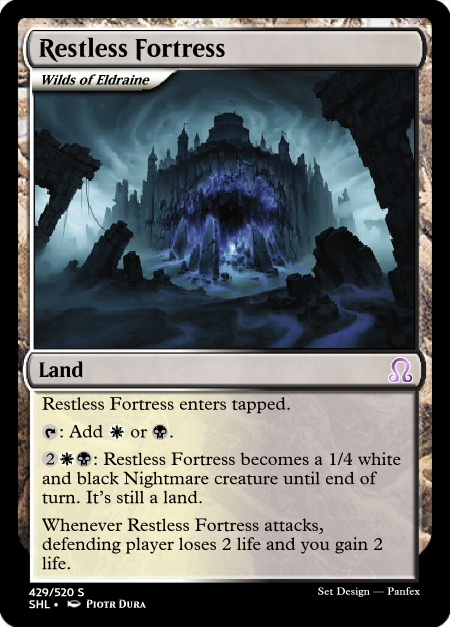 Restless Fortress
Wilds of Eldraine
Land
Restless Fortress enters tapped.
: Add or .
2 : Restless Fortress becomes a 1/4 white
and black Nightmare creature until end of
turn. It's still a land.
Whenever Restless Fortress attacks,
defending player loses 2 life and you gain 2
life.
429/520 S
Set Design — Panfex
SHL • Piotr Dura